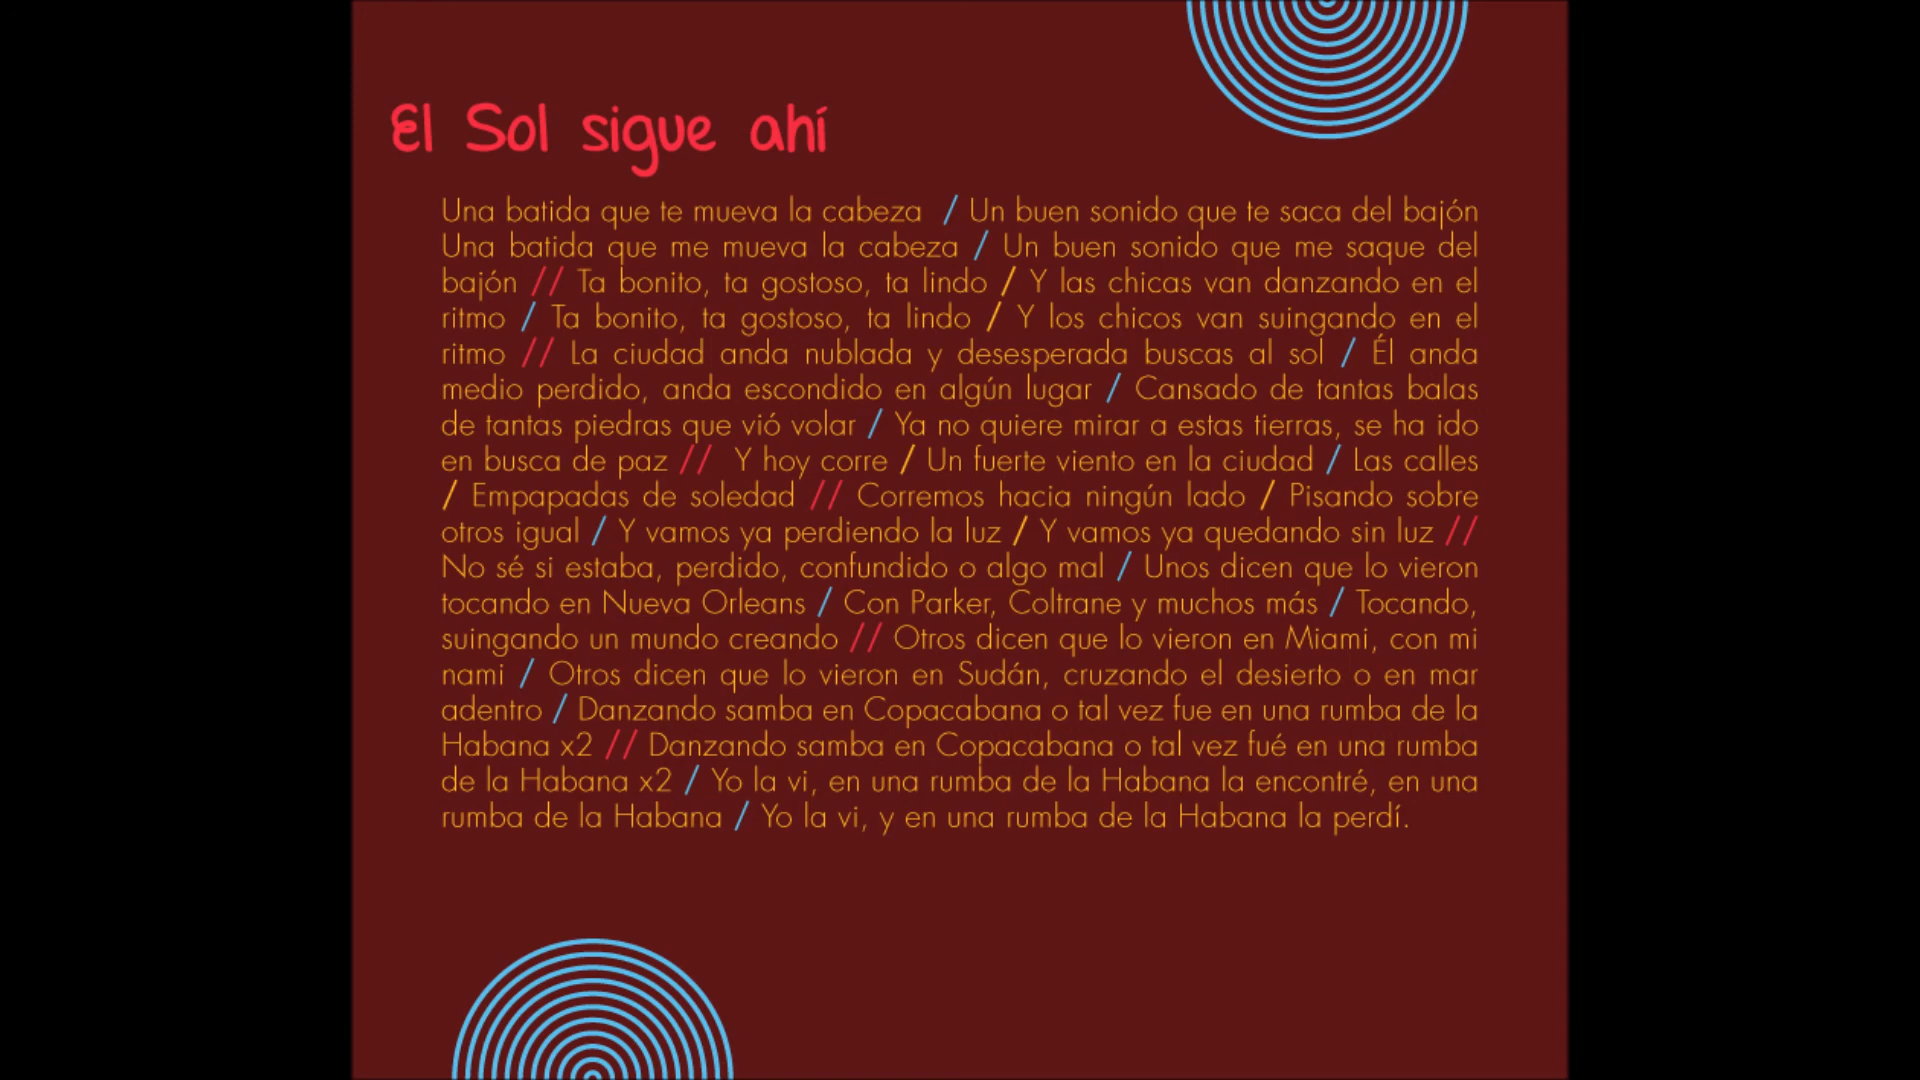 El Sol sigue ahí
Una batida que te mueva la cabeza / Un buen sonido que te saca del bajón
Una batida que me mueva la cabeza / Un buen sonido que me saque del
bajón // Ta bonito, ta gostoso, ta lindo / Y las chicas van danzando en el
ritmo / Ta bonito, ta gostoso, ta lindo / Y los chicos van suingando en el
ritmo // La ciudad anda nublada y desesperada buscas al sol / Él anda
medio perdido, anda escondido en algún lugar / Cansado de tantas balas
de tantas piedras que vió volar / Ya no quiere mirar a estas tierras, se ha ido
en busca de paz // Y hoy corre / Un fuerte viento en la ciudad / Las calles
/ Empapadas de soledad // Corremos hacia ningún lado / Pisando sobre
otros igual / Y vamos ya perdiendo la luz / Y vamos ya quedando sin luz //
No sé si estaba, perdido, confundido o algo mal / Unos dicen que lo vieron
tocando en Nueva Orleans / Con Parker, Coltrane y muchos más / Tocando,
suingando un mundo creando // Otros dicen que lo vieron en Miami, con mi
nami / Otros dicen que lo vieron en Sudán, cruzando el desierto o en mar
adentro / Danzando samba en Copacabana o tal vez fue en una rumba de la
Habana x2 // Danzando samba en Copacabana o tal vez fué en una rumba
de la Habana x2 / Yo la vi, en una rumba de la Habana la encontré, en una
rumba de la Habana / Yo la vi, y en una rumba de la Habana la perdí.